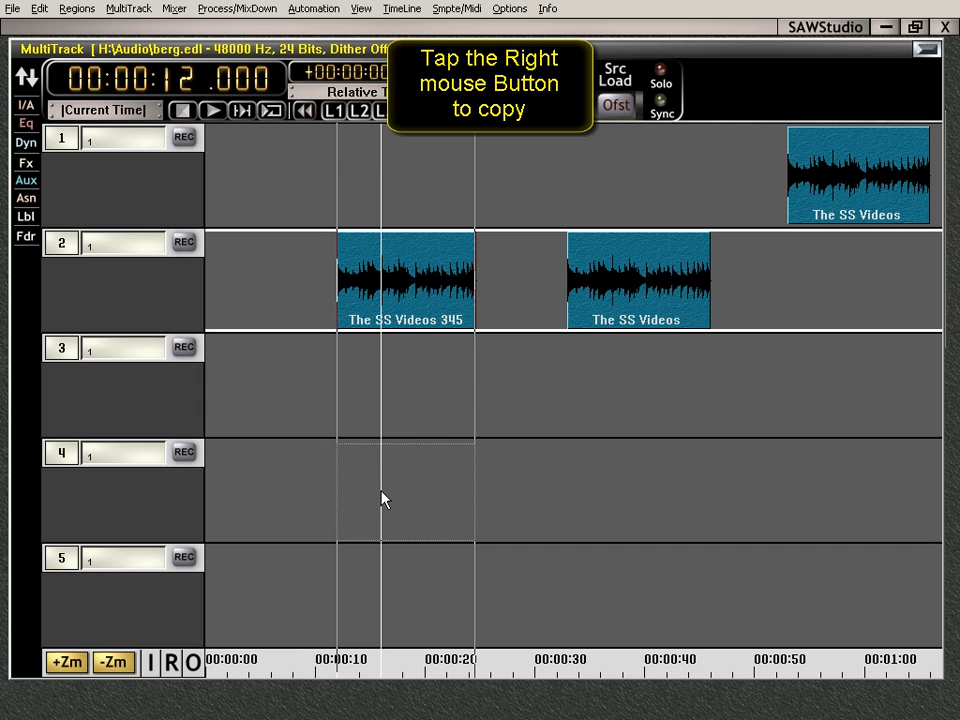 File Edit Regions MultiTrack Mixer Process/MixDown Automation View TimeLine Smpte/Midi Options Info
SAWStudio X
MultiTrack [ H:\Audio\berg.edl - 48000 Hz, 24 Bits, Dither Off
Tap the Right
mouse Button
to copy
00:00:12 .000
+00:00:00
Relative T
|Current Time|
L1 L2 L
Src
Load
Solo
Ofst
Sync
I/A
Eq
Dyn
Fx
Aux
Asn
Lbl
Fdr
1 1 REC
The SS Videos
2 1 REC
The SS Videos 345
The SS Videos
3 1 REC
4 1 REC
5 1 REC
+Zm -Zm I R O
00:00:00 00:00:10 00:00:20 00:00:30 00:00:40 00:00:50 00:01:00